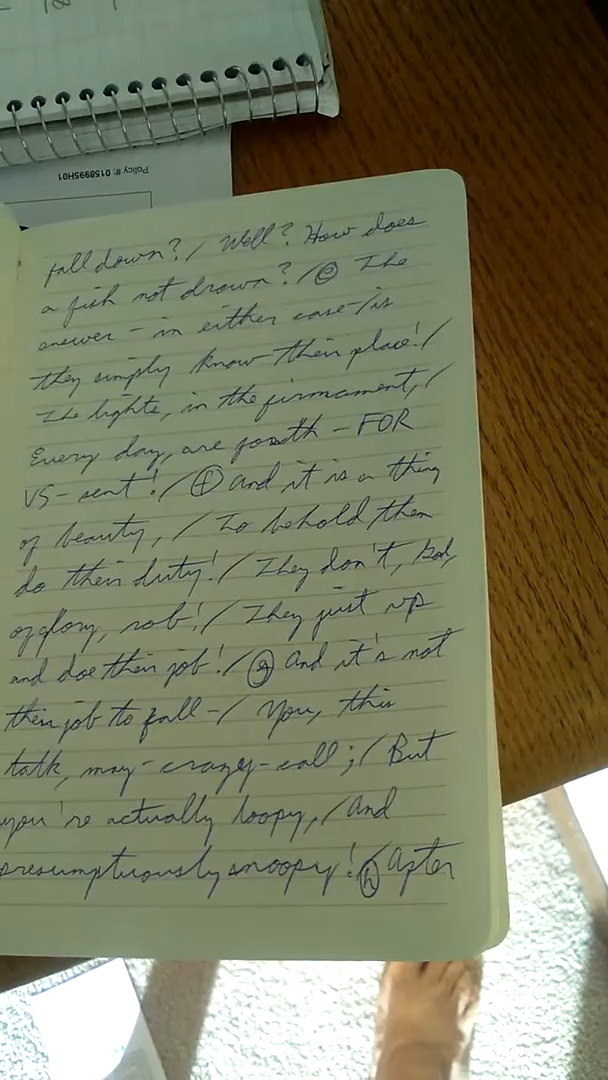 Policy #: 0158995H01
fall down? / Well? How does
a fish not drown? / ⓔ The
answer - in either case - / is
they simply know their place! /
The lights, in the firmament, /
Every day, are forth - FOR
US - sent! / ⓕ And it is a thing
of beauty, / To behold them
do their duty! / They don't, God,
of glory, rob! / They just up
and doe their job! / ⓖ And it's not
their job to fall - / You, this
talk, may - crazy - call; / But
you're actually loopy, / And
presumptuously snoopy! ⓗ After